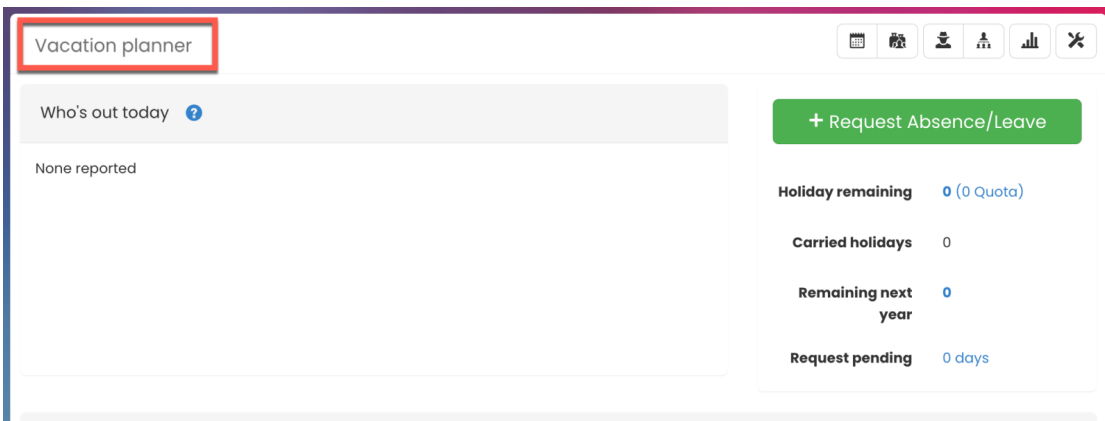 Vacation planner
Who's out today ?
None reported
+ Request Absence/Leave
Holiday remaining 0 (0 Quota)
Carried holidays 0
Remaining next
year 0
Request pending 0 days